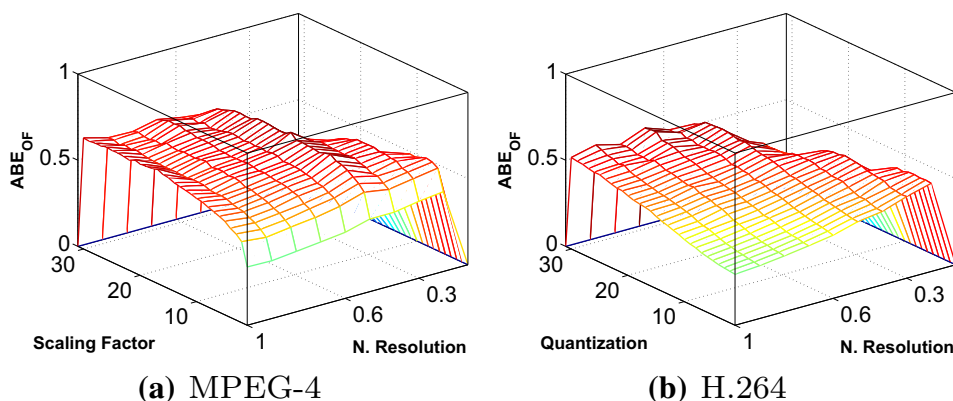 1
0.5
0
ABE_OF
30
20
10
Scaling Factor
1
0.6
0.3
N. Resolution
(a) MPEG-4
1
0.5
0
ABE_OF
30
20
10
Quantization
1
0.6
0.3
N. Resolution
(b) H.264